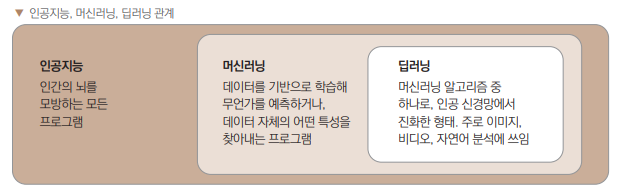 ▼ 인공지능, 머신러닝, 딥러닝 관계
인공지능
인간의 뇌를
모방하는 모든
프로그램
머신러닝
데이터를 기반으로 학습해
무언가를 예측하거나,
데이터 자체의 어떤 특성을
찾아내는 프로그램
딥러닝
머신러닝 알고리즘 중
하나로, 인공 신경망에서
진화한 형태. 주로 이미지,
비디오, 자연어 분석에 쓰임